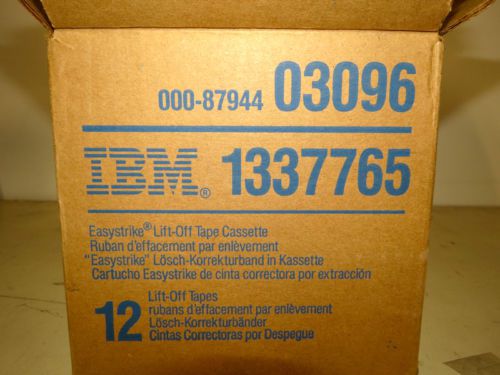 000-87944 03096
IBM® 1337765
Easystrike® Lift-Off Tape Cassette
Ruban d'effacement par enlèvement
"Easystrike" Lösch-Korrekturband in Kassette
Cartucho Easystrike de cinta correctora por extracción
12 Lift-Off Tapes
rubans d'effacement par enlèvement
Lösch-Korrekturbänder
Cintas Correctoras por Despegue